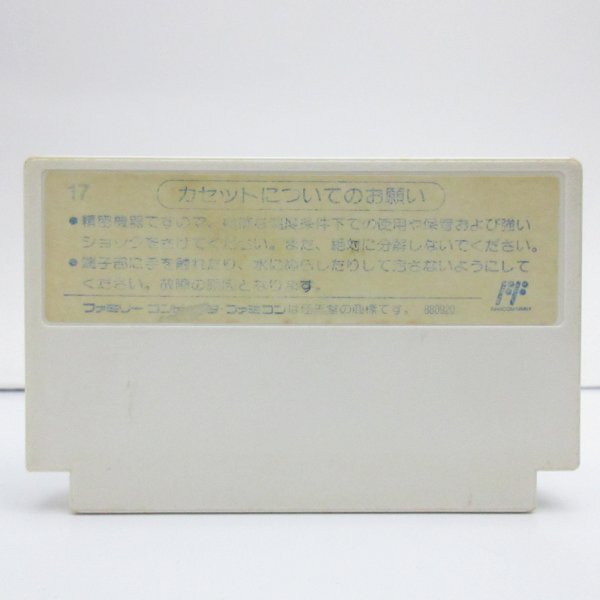 17
カセットについてのお願い
●精密機器ですので、極端な温度条件下での使用や保管および強い
ショックをさけてください。また、絶対に分解しないでください。
●端子部に手を触れたり、水にぬらしたりして汚さないようにして
ください。故障の原因となります。
ファミリーコンピュータ・ファミコンは任天堂の商標です。 880920
FAMICOM FAMILY